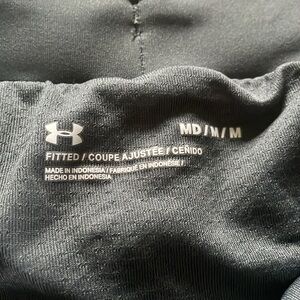 MD/M/M
FITTED / COUPE AJUSTÉE / CEÑIDO
MADE IN INDONESIA / FABRIQUÉ EN INDONÉSIE /
HECHO EN INDONESIA